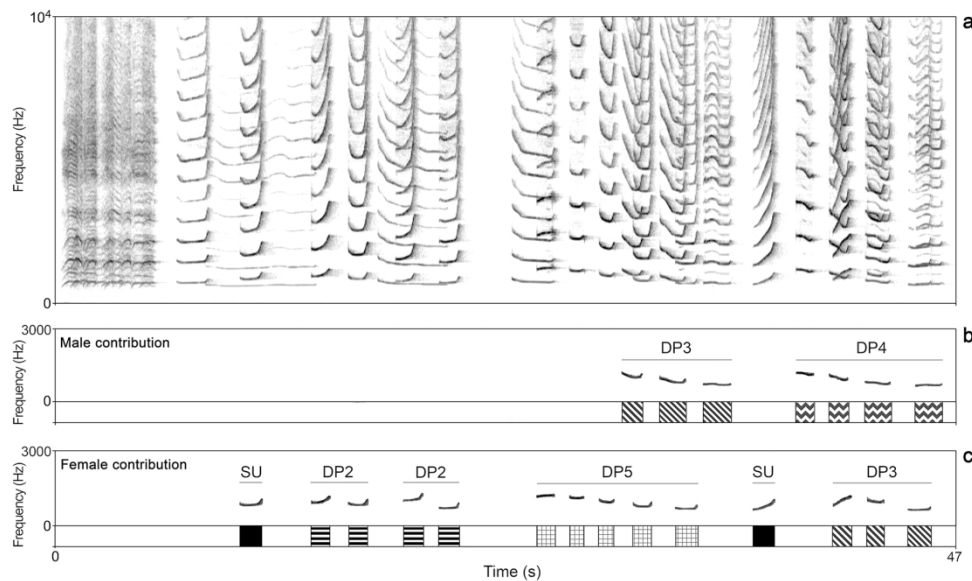 10⁴
a
Frequency (Hz)
0
3000
b
Male contribution
DP3 DP4
Frequency (Hz)
0
3000
c
Female contribution
SU DP2 DP2 DP5 SU DP3
Frequency (Hz)
0
0 47
Time (s)